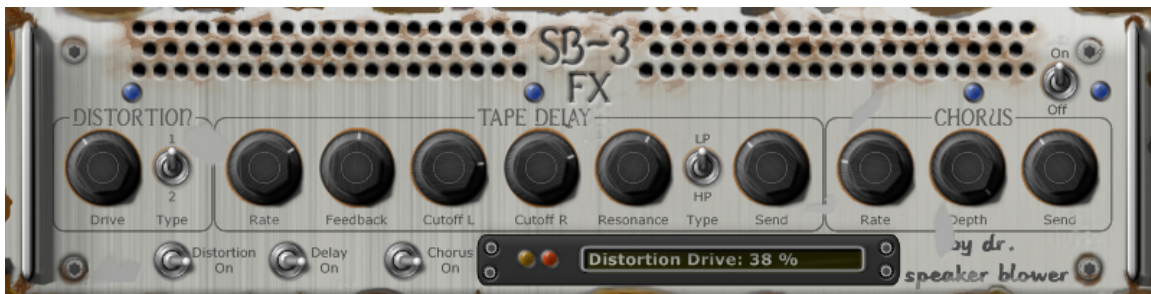 SB-3
FX
On
Off
DISTORTION
TAPE DELAY
CHORUS
1
2
LP
HP
Drive
Type
Rate
Feedback
Cutoff L
Cutoff R
Resonance
Type
Send
Rate
Depth
Send
Distortion
On
Delay
On
Chorus
On
Distortion Drive: 38 %
by dr.
speaker blower